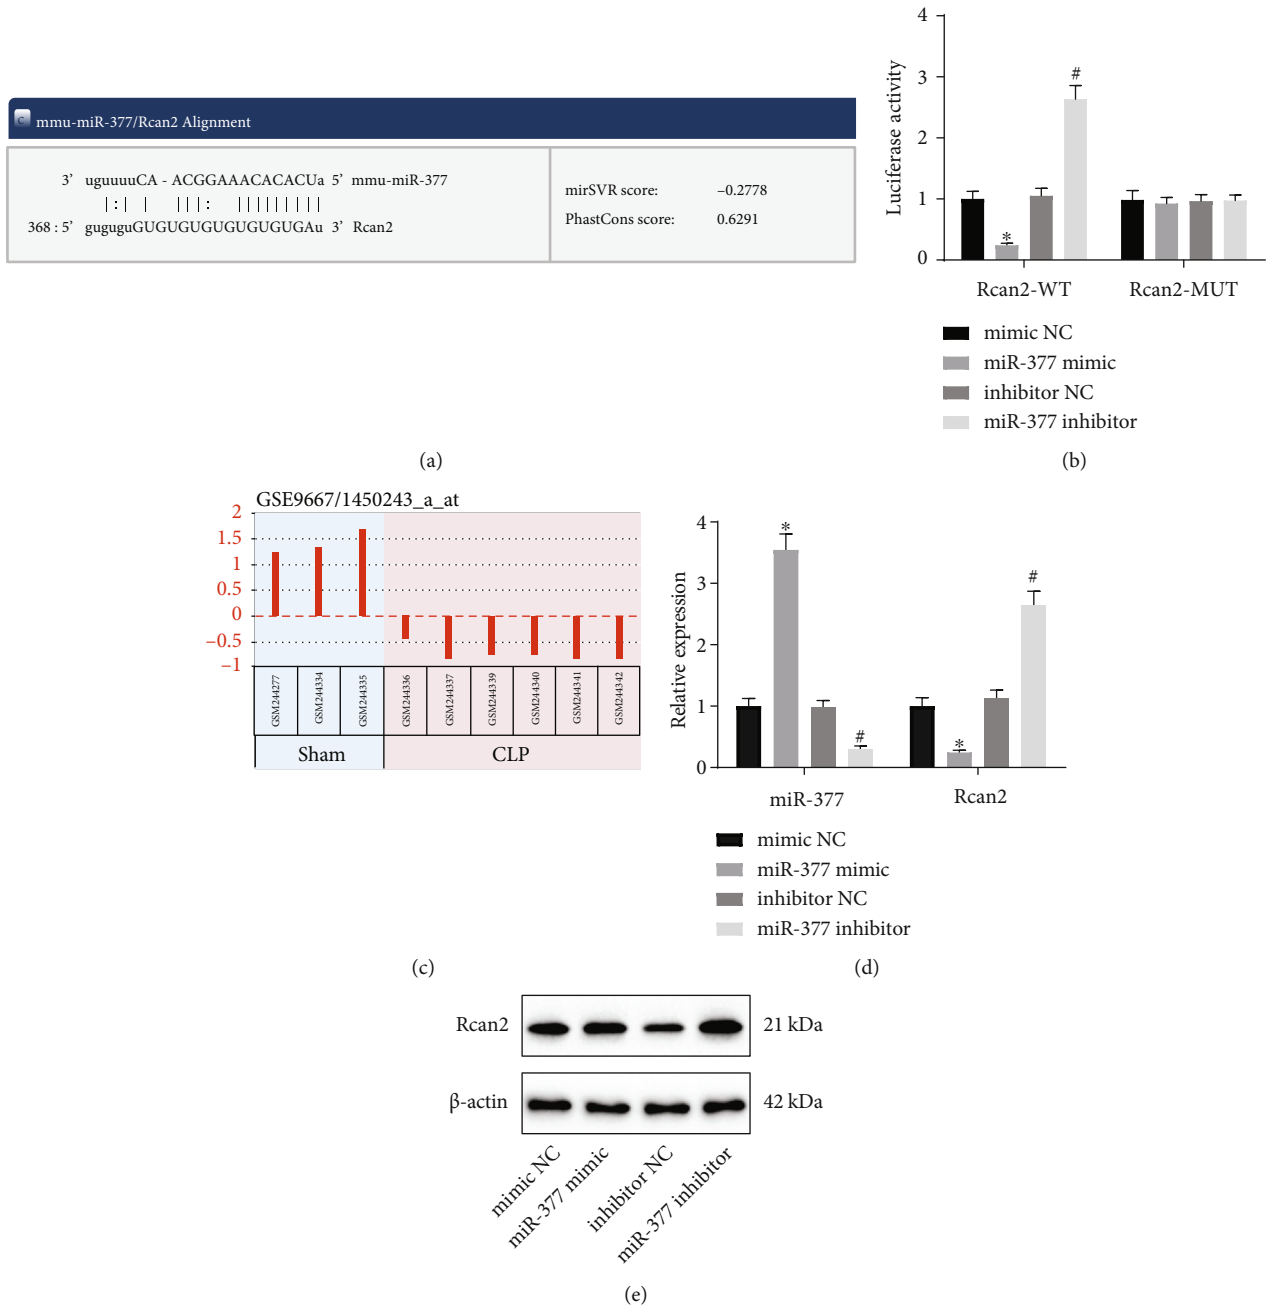 mmu-miR-377/Rcan2 Alignment
3’ uguuuuCA - ACGGAAACACACUa 5’ mmu-miR-377
368 : 5’ guguguGUGUGUGUGUGUGUGAu 3’ Rcan2
mirSVR score: –0.2778
PhastCons score: 0.6291
(a)
4
3
2
1
0
Luciferase activity
*
#
Rcan2-WT
Rcan2-MUT
mimic NC
miR-377 mimic
inhibitor NC
miR-377 inhibitor
(b)
GSE9667/1450243_a_at
2
1.5
1
0.5
0
–0.5
–1
GSM244277
GSM244334
GSM244335
GSM244336
GSM244337
GSM244339
GSM244340
GSM244341
GSM244342
Sham
CLP
(c)
4
3
2
1
0
Relative expression
*
#
*
#
miR-377
Rcan2
mimic NC
miR-377 mimic
inhibitor NC
miR-377 inhibitor
(d)
Rcan2
21 kDa
β-actin
42 kDa
mimic NC
miR-377 mimic
inhibitor NC
miR-377 inhibitor
(e)